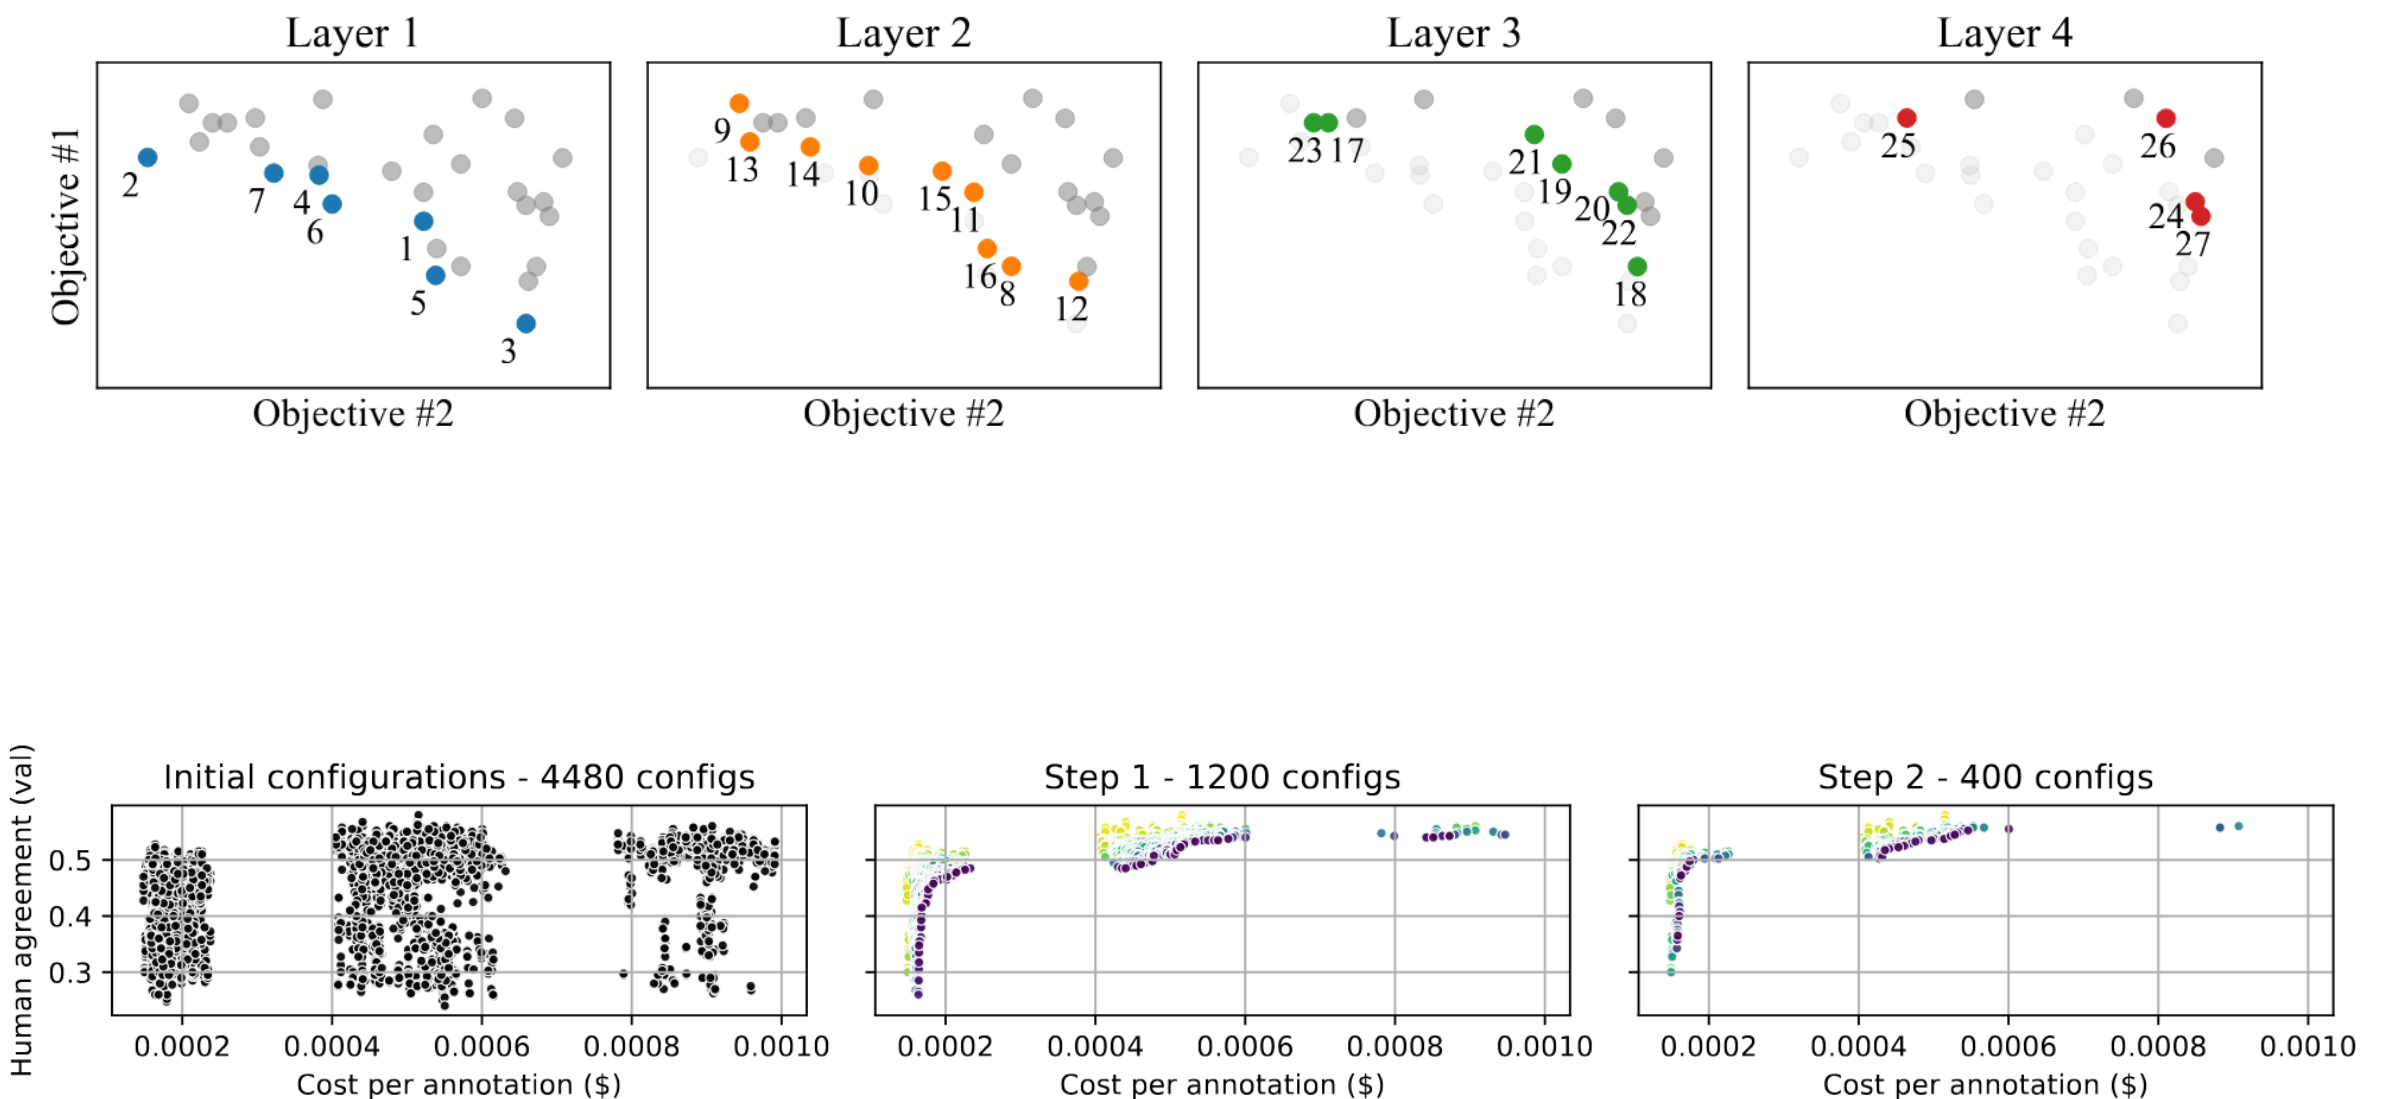 Layer 1
Layer 2
Layer 3
Layer 4
Objective #1
2
7
4
6
1
5
3
9
13
14
10
15
11
16
8
12
23
17
21
19
20
22
18
25
26
24
27
Objective #2
Objective #2
Objective #2
Objective #2
Human agreement (val)
Initial configurations - 4480 configs
Step 1 - 1200 configs
Step 2 - 400 configs
0.5
0.4
0.3
0.0002 0.0004 0.0006 0.0008 0.0010
0.0002 0.0004 0.0006 0.0008 0.0010
0.0002 0.0004 0.0006 0.0008 0.0010
Cost per annotation ($)
Cost per annotation ($)
Cost per annotation ($)